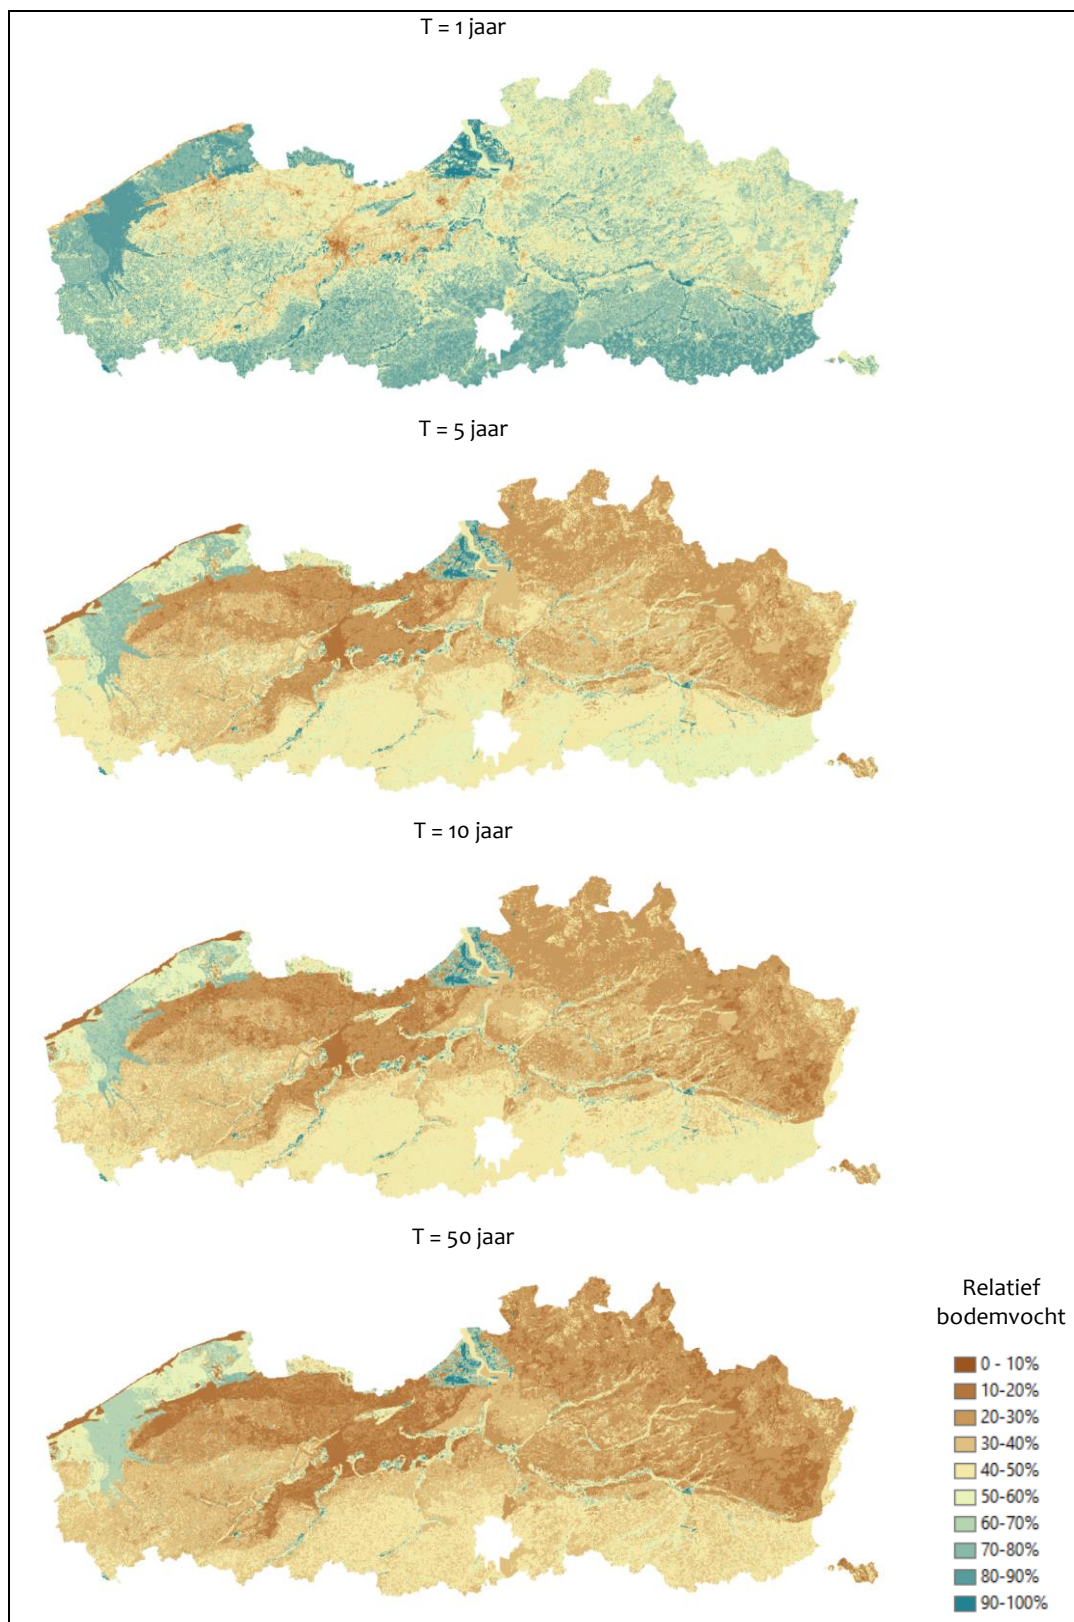 T = 1 jaar
T = 5 jaar
T = 10 jaar
T = 50 jaar
Relatief
bodemvocht
0 - 10%
10-20%
20-30%
30-40%
40-50%
50-60%
60-70%
70-80%
80-90%
90-100%